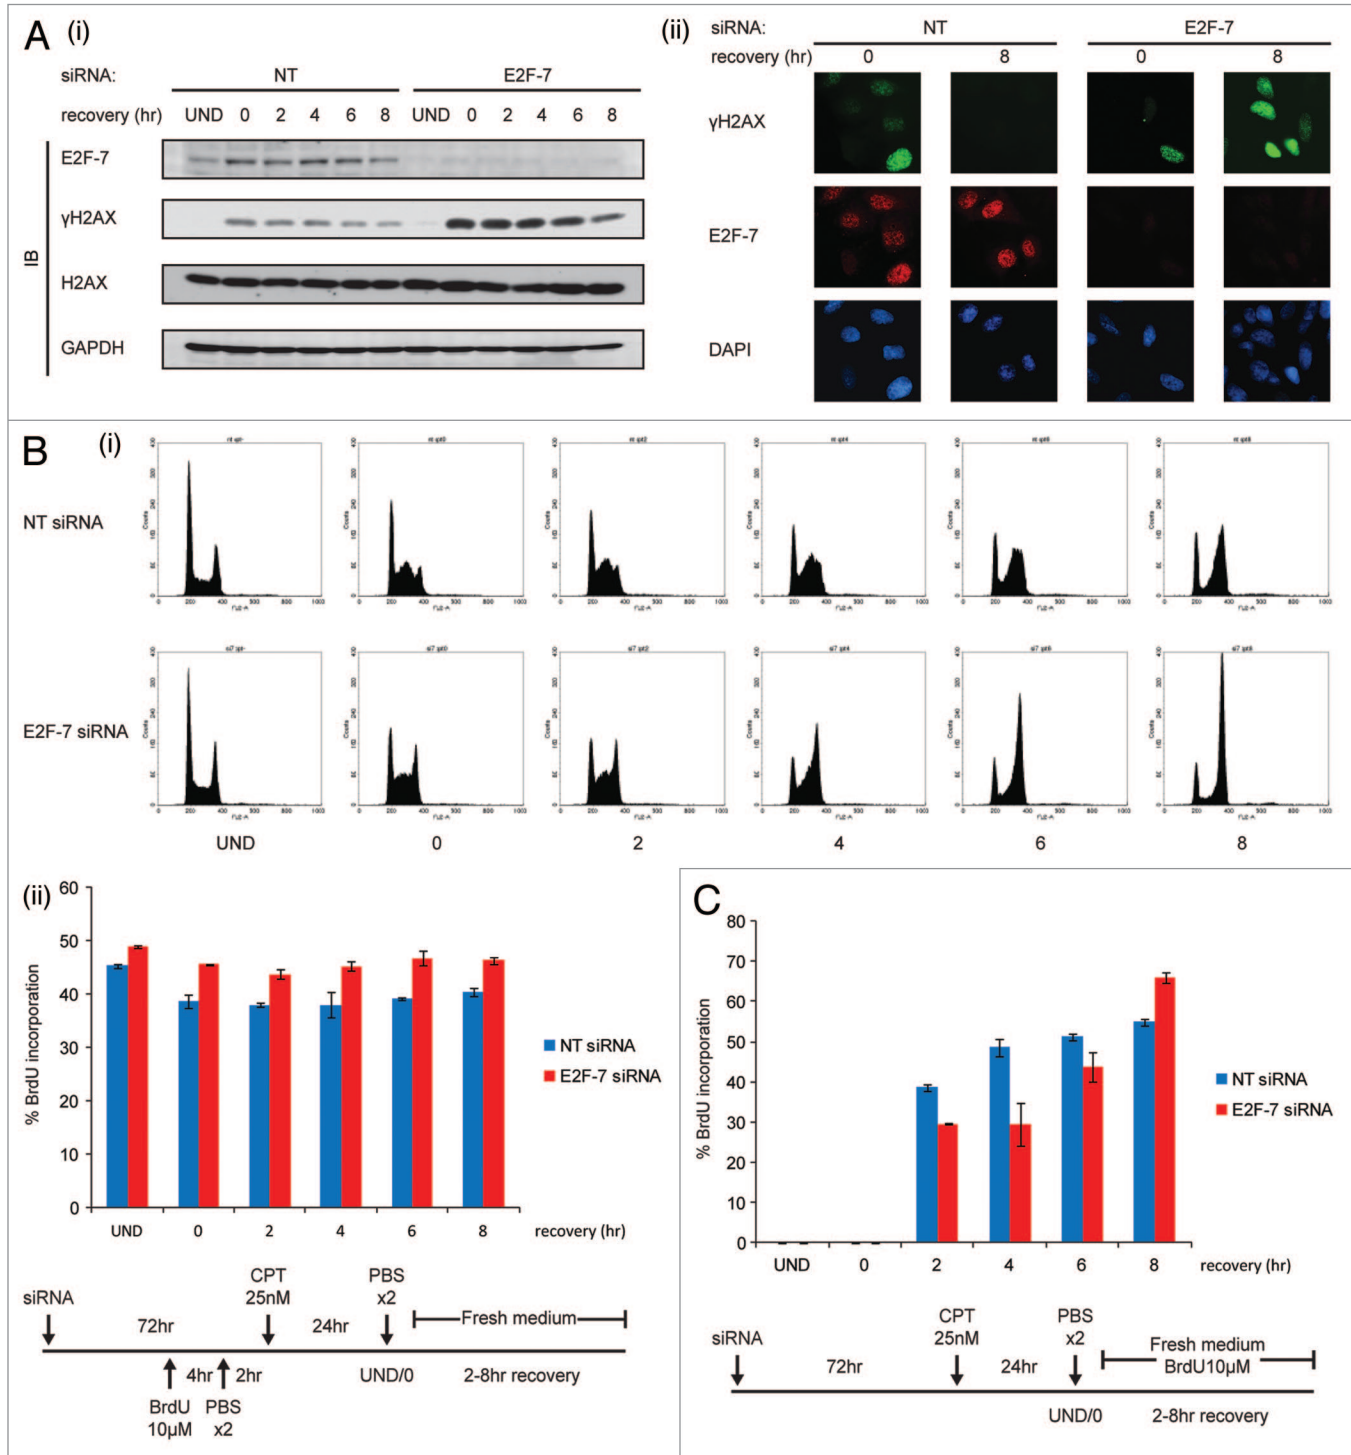 A (i)
siRNA: NT E2F-7
recovery (hr) UND 0 2 4 6 8 UND 0 2 4 6 8
IB
E2F-7
γH2AX
H2AX
GAPDH
(ii)
siRNA: NT E2F-7
recovery (hr) 0 8 0 8
γH2AX
E2F-7
DAPI
B (i)
NT siRNA
E2F-7 siRNA
Counts
UND 0 2 4 6 8
(ii)
% BrdU incorporation
60
50
40
30
20
10
0
UND 0 2 4 6 8 recovery (hr)
NT siRNA
E2F-7 siRNA
siRNA
72hr
CPT
25nM
24hr
PBS
x2
Fresh medium
4hr 2hr
BrdU
10μM
PBS
x2
UND/0 2-8hr recovery
C
% BrdU incorporation
80
70
60
50
40
30
20
10
0
UND 0 2 4 6 8 recovery (hr)
NT siRNA
E2F-7 siRNA
siRNA
72hr
CPT
25nM
24hr
PBS
x2
Fresh medium
BrdU10μM
UND/0 2-8hr recovery